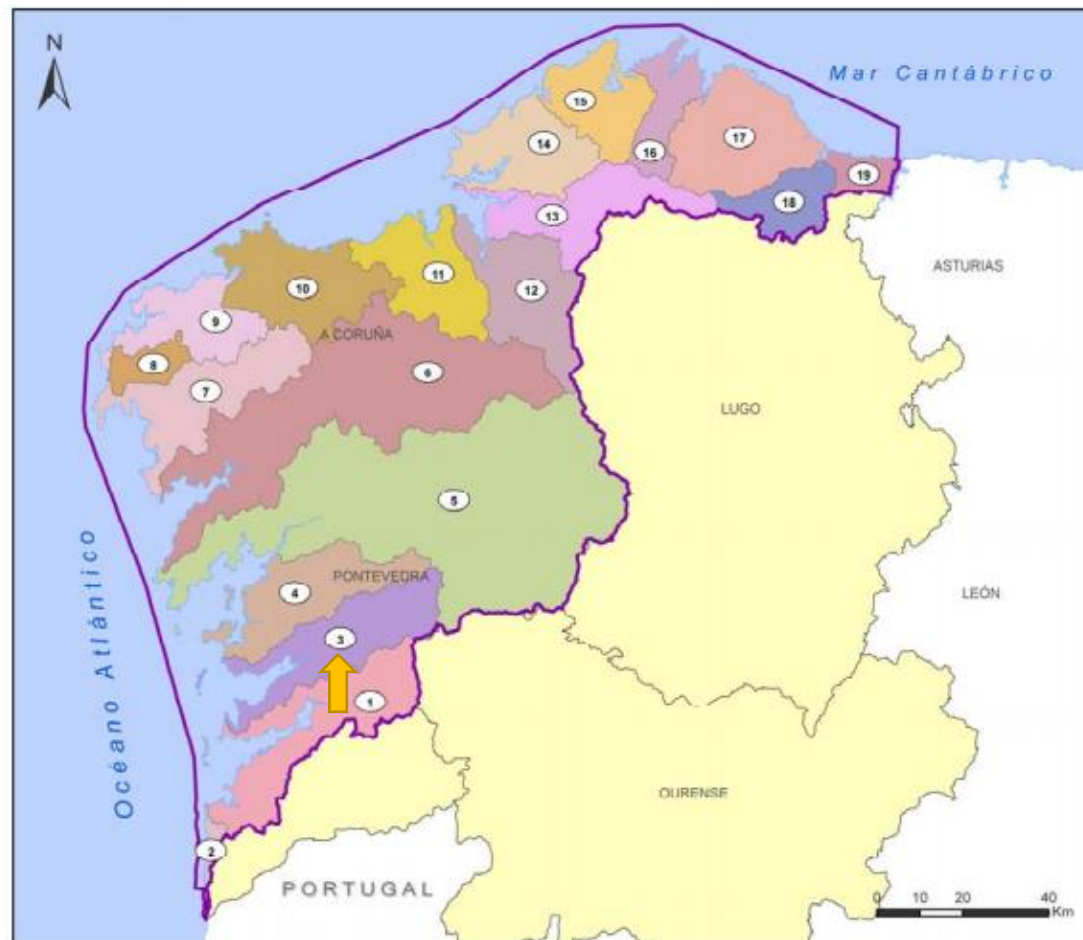 N
Mar Cantábrico
15
14
17
16
19
18
13
ASTURIAS
11
10
12
9
A CORUÑA
8
6
7
LUGO
5
Océano Atlántico
PONTEVEDRA
4
LEÓN
3
1
OURENSE
2
PORTUGAL
0 10 20 40
Km